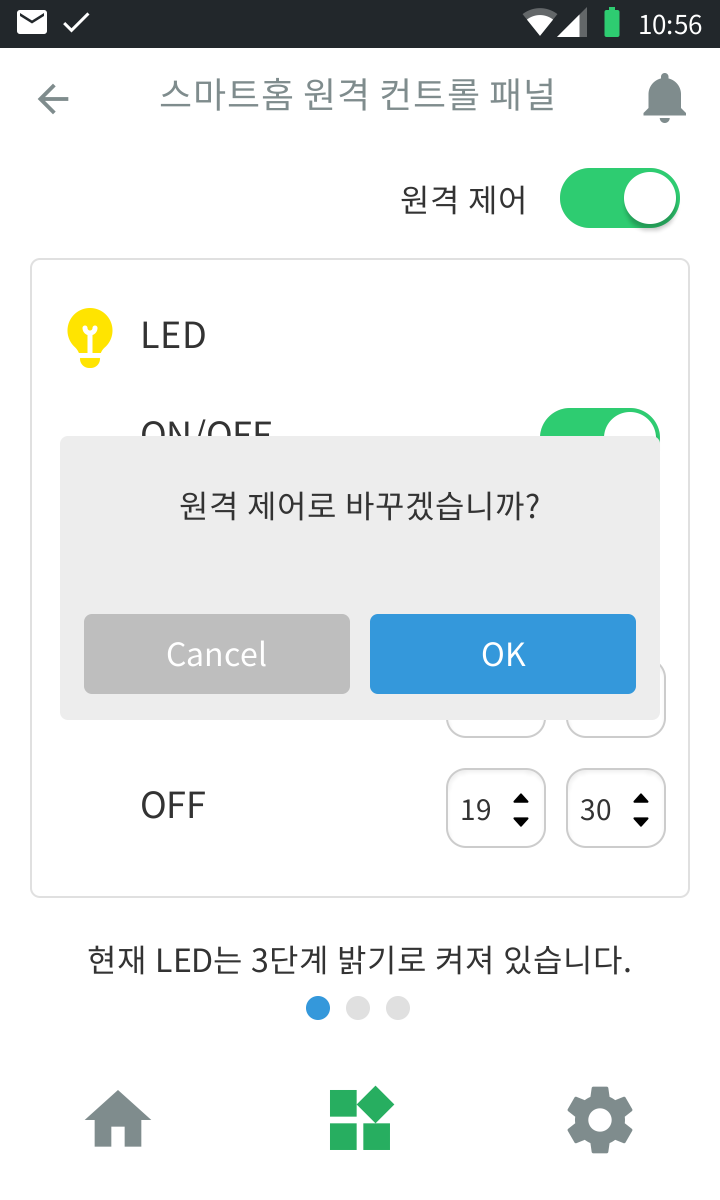 10:56
스마트홈 원격 컨트롤 패널
원격 제어
LED
ON/OFF
원격 제어로 바꾸겠습니까?
Cancel OK
OFF 19 30
현재 LED는 3단계 밝기로 켜져 있습니다.